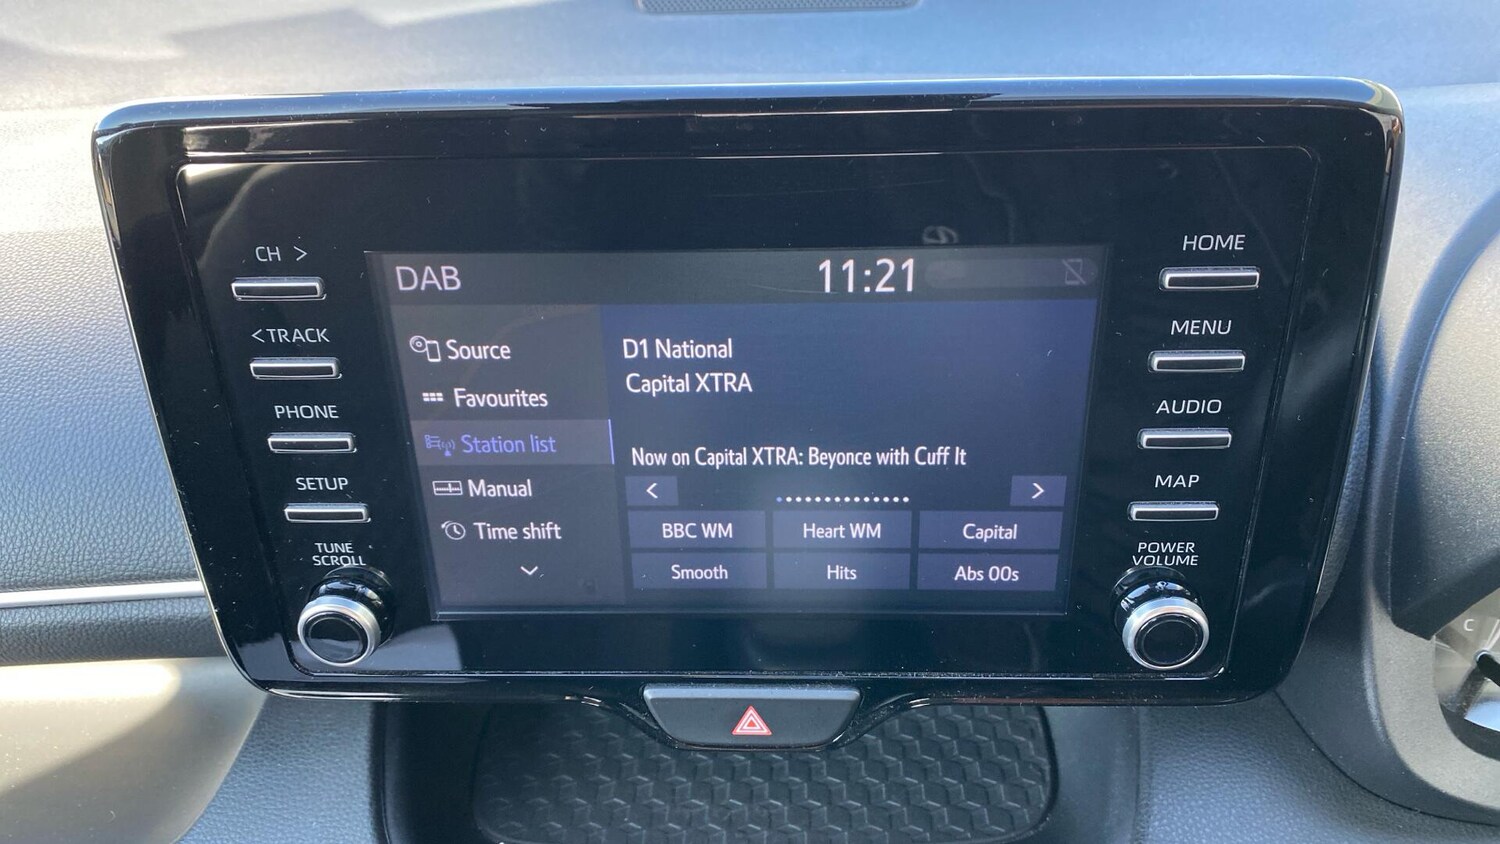 CH >
<TRACK
PHONE
SETUP
TUNE
SCROLL
DAB
11:21
Source
Favourites
Station list
Manual
Time shift
D1 National
Capital XTRA
Now on Capital XTRA: Beyonce with Cuff It
< >
BBC WM
Heart WM
Capital
Smooth
Hits
Abs 00s
HOME
MENU
AUDIO
MAP
POWER
VOLUME
C